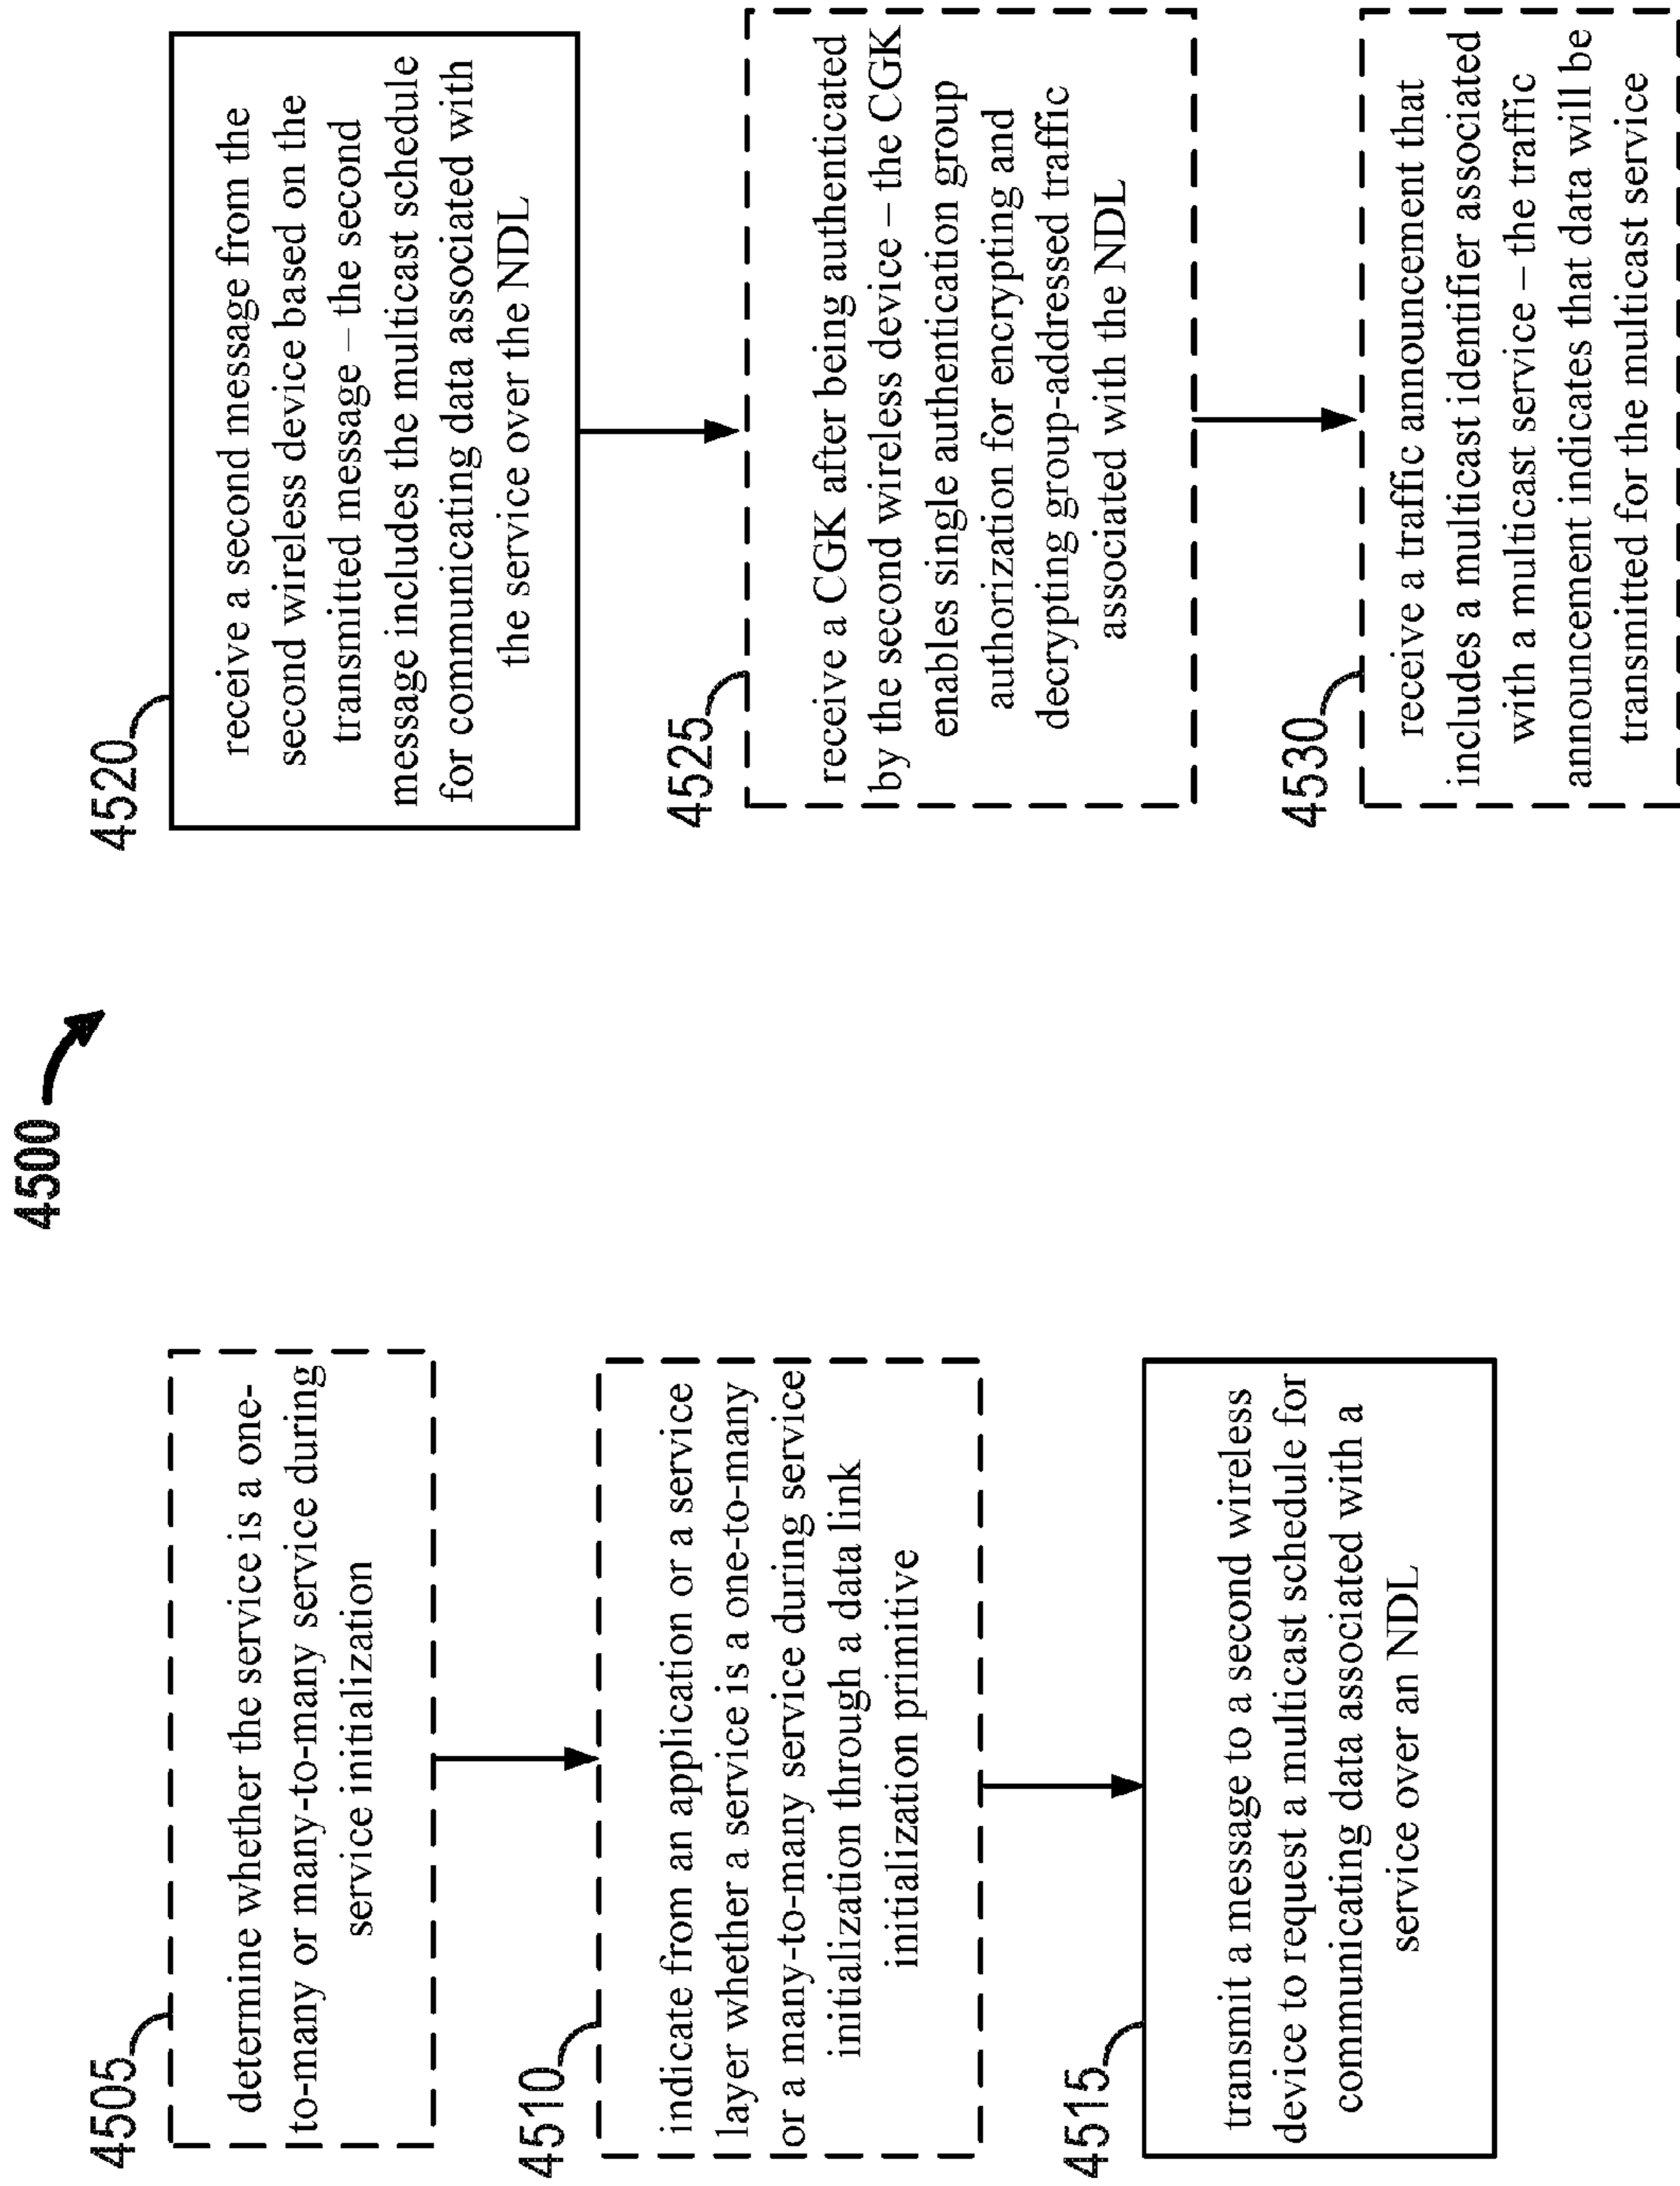 4500
4505
determine whether the service is a one-
to-many or many-to-many service during
service initialization
4510
indicate from an application or a service
layer whether a service is a one-to-many
or a many-to-many service during service
initialization through a data link
initialization primitive
4515
transmit a message to a second wireless
device to request a multicast schedule for
communicating data associated with a
service over an NDL
4520
receive a second message from the
second wireless device based on the
transmitted message – the second
message includes the multicast schedule
for communicating data associated with
the service over the NDL
4525
receive a CGK after being authenticated
by the second wireless device – the CGK
enables single authentication group
authorization for encrypting and
decrypting group-addressed traffic
associated with the NDL
4530
receive a traffic announcement that
includes a multicast identifier associated
with a multicast service – the traffic
announcement indicates that data will be
transmitted for the multicast service